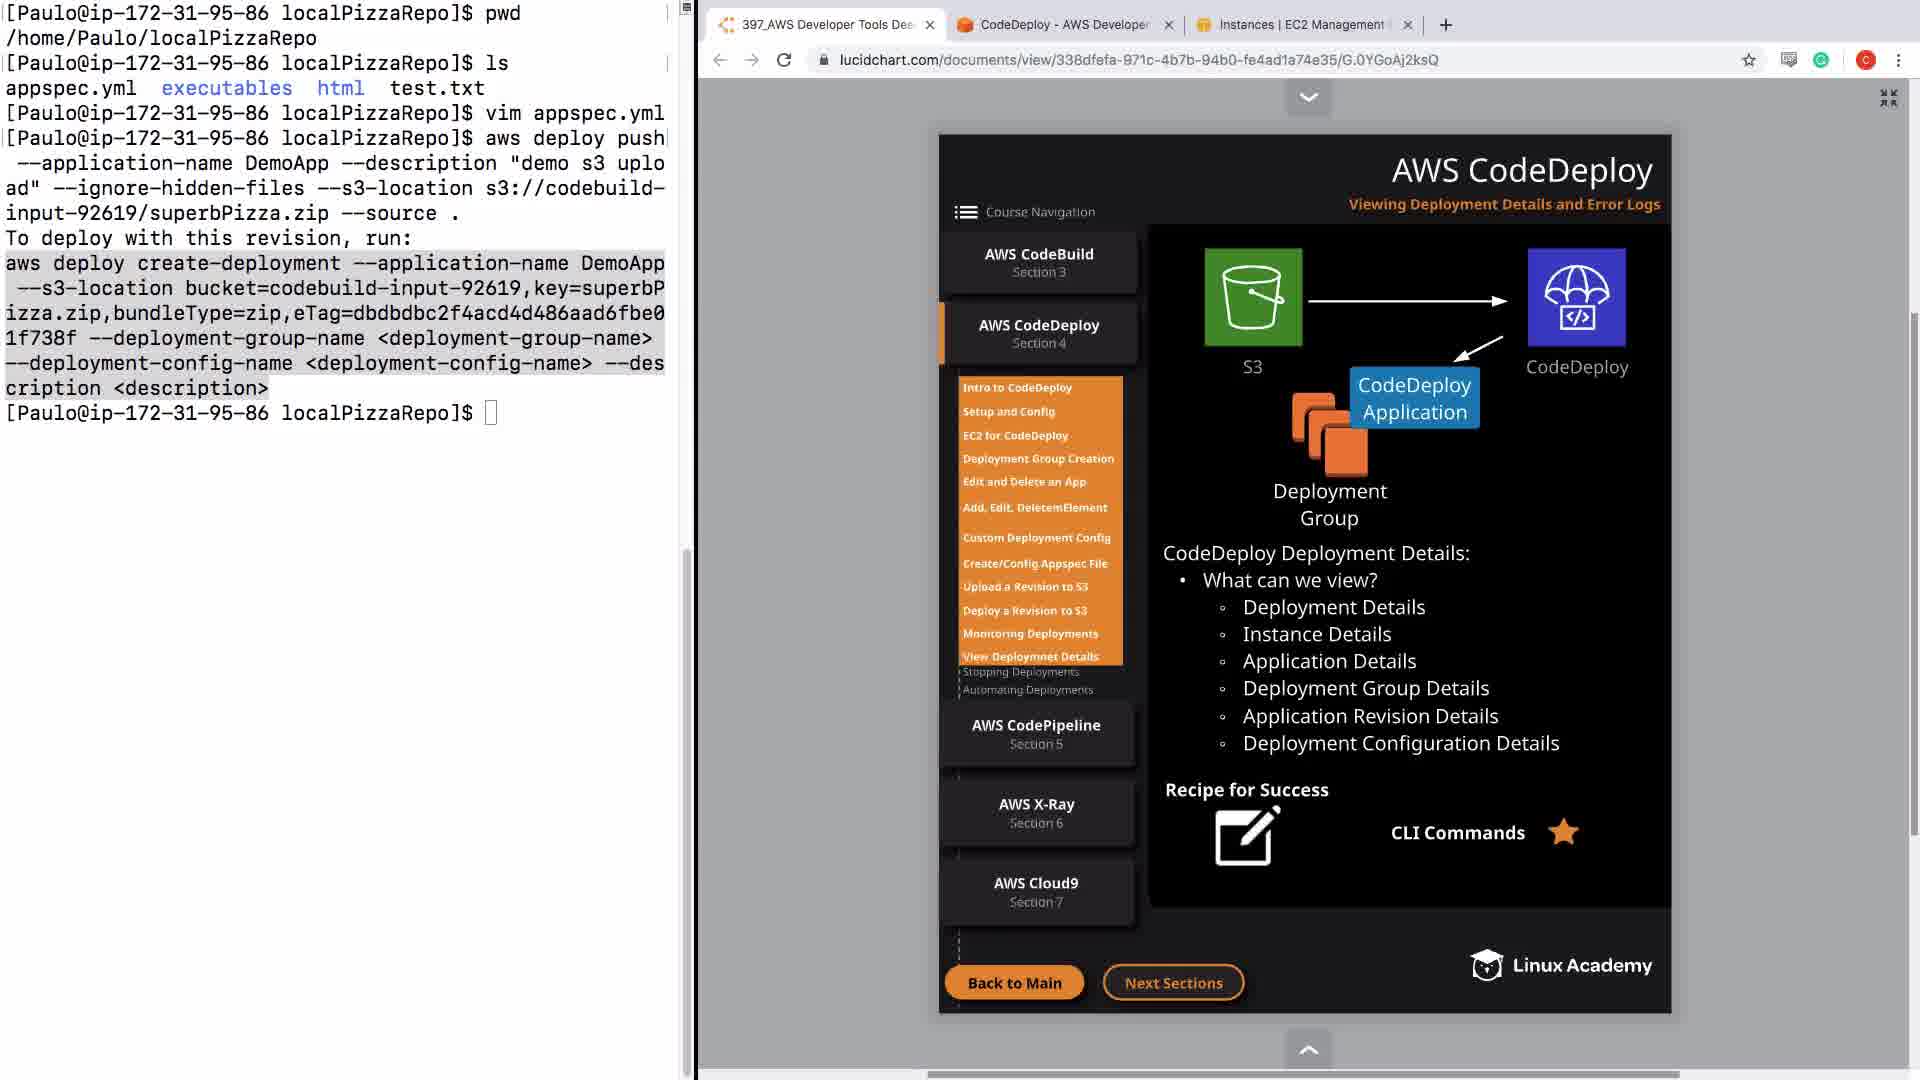 [Paulo@ip-172-31-95-86 localPizzaRepo]$ pwd
/home/Paulo/localPizzaRepo
[Paulo@ip-172-31-95-86 localPizzaRepo]$ ls
appspec.yml executables html test.txt
[Paulo@ip-172-31-95-86 localPizzaRepo]$ vim appspec.yml
[Paulo@ip-172-31-95-86 localPizzaRepo]$ aws deploy push
--application-name DemoApp --description "demo s3 uplo
ad" --ignore-hidden-files --s3-location s3://codebuild-
input-92619/superbPizza.zip --source .
To deploy with this revision, run:
aws deploy create-deployment --application-name DemoApp
--s3-location bucket=codebuild-input-92619,key=superbP
izza.zip,bundleType=zip,eTag=dbdbdbc2f4acd4d486aad6fbe0
1f738f --deployment-group-name <deployment-group-name>
--deployment-config-name <deployment-config-name> --des
cription <description>
[Paulo@ip-172-31-95-86 localPizzaRepo]$
397_AWS Developer Tools Dee
CodeDeploy - AWS Developer
Instances | EC2 Management
lucidchart.com/documents/view/338dfefa-971c-4b7b-94b0-fe4ad1a74e35/G.0YGoAj2ksQ
C
AWS CodeDeploy
Viewing Deployment Details and Error Logs
Course Navigation
AWS CodeBuild
Section 3
AWS CodeDeploy
Section 4
Intro to CodeDeploy
Setup and Config
EC2 for CodeDeploy
Deployment Group Creation
Edit and Delete an App
Add, Edit, DeletemElement
Custom Deployment Config
Create/Config Appspec File
Upload a Revision to S3
Deploy a Revision to S3
Monitoring Deployments
View Deploymnet Details
Stopping Deployments
Automating Deployments
AWS CodePipeline
Section 5
AWS X-Ray
Section 6
AWS Cloud9
Section 7
Back to Main
Next Sections
S3
CodeDeploy
CodeDeploy
Application
Deployment
Group
CodeDeploy Deployment Details:
• What can we view?
◦ Deployment Details
◦ Instance Details
◦ Application Details
◦ Deployment Group Details
◦ Application Revision Details
◦ Deployment Configuration Details
Recipe for Success
CLI Commands
Linux Academy